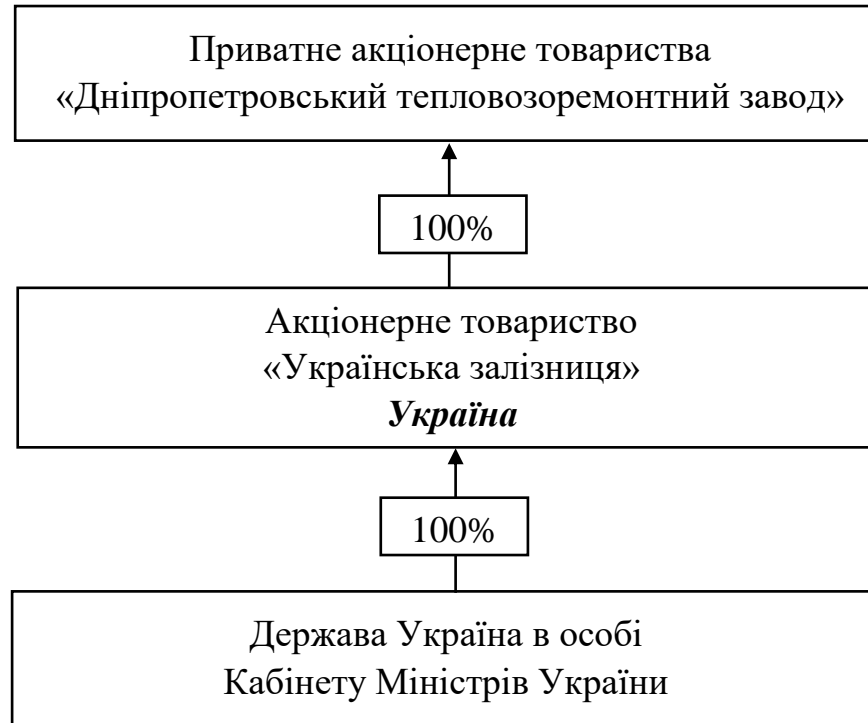 Приватне акціонерне товариства
«Дніпропетровський тепловозоремонтний завод»
100%
Акціонерне товариство
«Українська залізниця»
Україна
100%
Держава Україна в особі
Кабінету Міністрів України